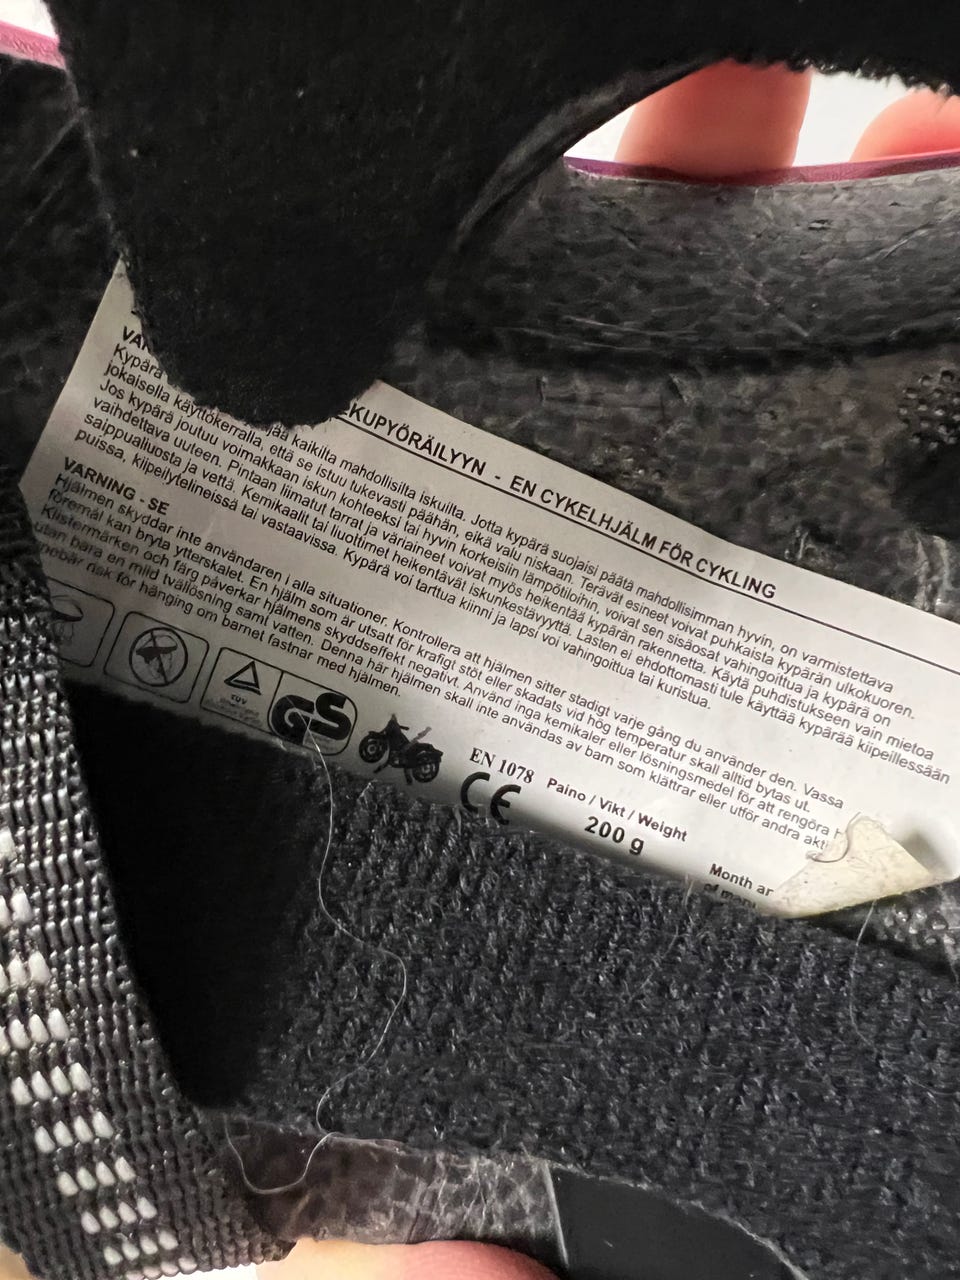 EKUPYÖRÄILYYN - EN CYKELHJÄLM FÖR CYKLING
Kypärä kaikilta mahdollisilta iskuilta. Jotta kypärä suojaisi päätä mahdollisimman hyvin, on varmistettava
jokaisella käyttökerralla, että se istuu tukevasti päähän, eikä valu niskaan. Terävät esineet voivat puhkaista kypärän ulkokuoren.
Jos kypärä joutuu voimakkaan iskun kohteeksi tai hyvin korkeisiin lämpötiloihin, voivat sen sisäosat vahingoittua ja kypärä on
vaihdettava uuteen. Pintaan liimatut tarrat ja väriaineet voivat myös heikentää kypärän rakennetta. Käytä puhdistukseen vain mietoa
saippualiuosta ja vettä. Kemikaalit tai liuottimet heikentävät iskunkestävyyttä. Lasten ei ehdottomasti tule käyttää kypärää kiipeillessään
puissa, kiipeilytelineissä tai vastaavissa. Kypärä voi tarttua kiinni ja lapsi voi vahingoittua tai kuristua.
VARNING - SE
Hjälmen skyddar inte användaren i alla situationer. Kontrollera att hjälmen sitter stadigt varje gång du använder den. Vassa
föremål kan bryta ytterskalet. En hjälm som är utsatt för kraftigt stöt eller skadats vid hög temperatur skall alltid bytas ut.
Klistermärken och färg påverkar hjälmens skyddseffekt negativt. Använd inga kemikaler eller lösningsmedel för att rengöra
utan bara en mild tvållösning samt vatten. Denna här hjälmen skall inte användas av barn som klättrar eller utför andra
risk för hänging om barnet fastnar med hjälmen.
TÜV
GS
EN 1078
CE
Paino / Vikt / Weight
200 g
Month
of